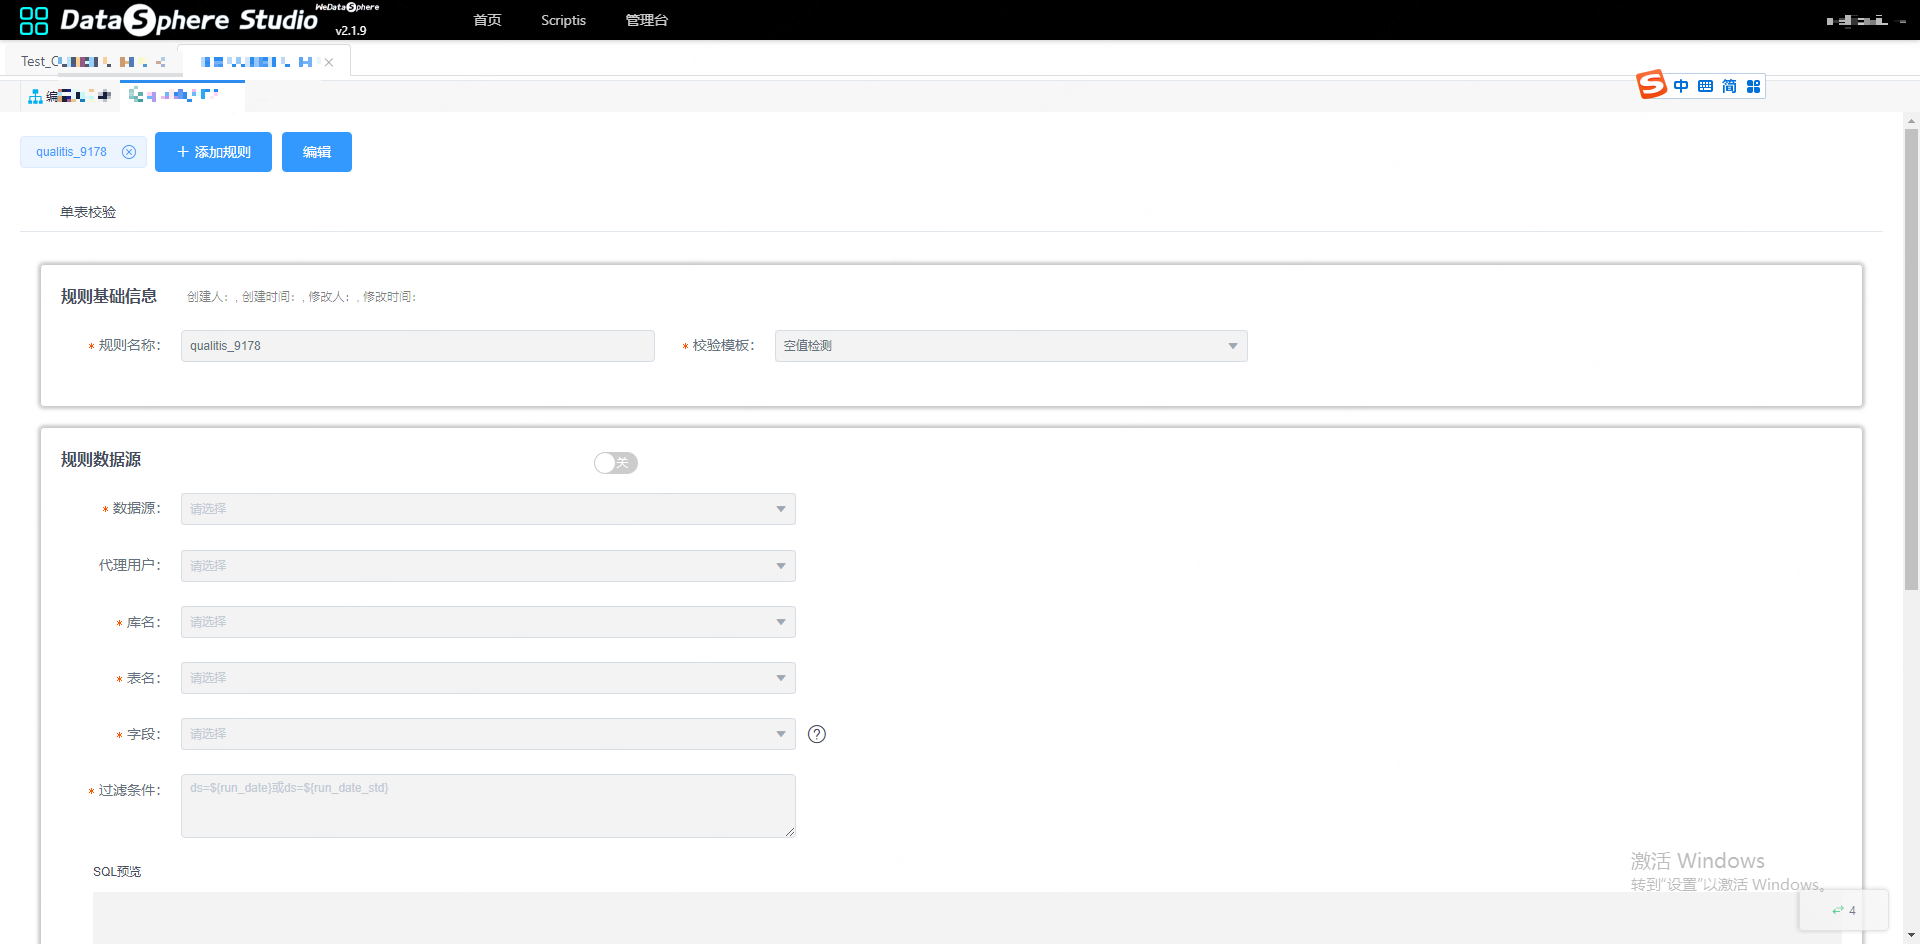 DataSphere Studio
WeDataSphere
v2.1.9
首页
Scriptis
管理台
Test_
编
中
简
qualitis_9178
添加规则
编辑
单表校验
规则基础信息
创建人：, 创建时间：, 修改人：, 修改时间：
* 规则名称：
qualitis_9178
* 校验模板：
空值检测
规则数据源
关
* 数据源：
请选择
代理用户：
请选择
* 库名：
请选择
* 表名：
请选择
* 字段：
请选择
* 过滤条件：
ds=${run_date}或ds=${run_date_std}
SQL预览
激活 Windows
转到"设置"以激活 Windows。
4